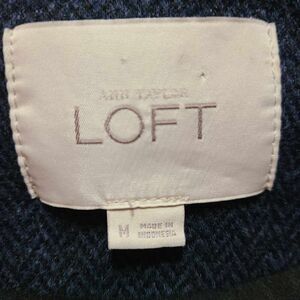 ANN TAYLOR
LOFT
M
MADE IN
INDONESIA